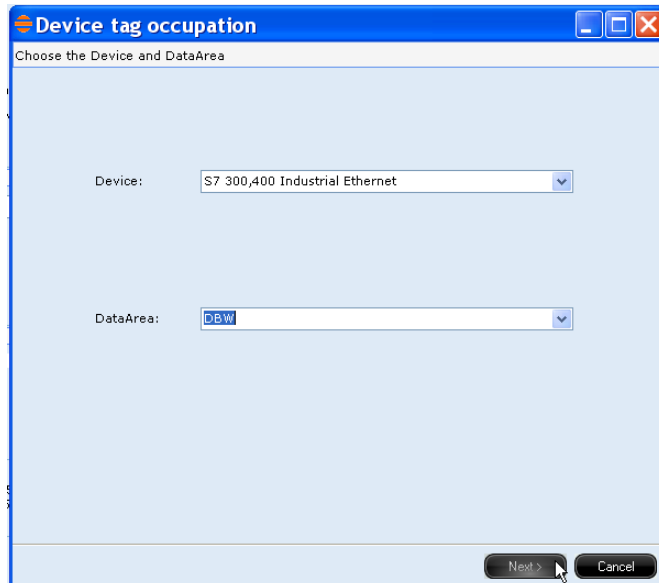 Device tag occupation
Choose the Device and DataArea
Device: S7 300,400 Industrial Ethernet
DataArea: DBW
Next > Cancel